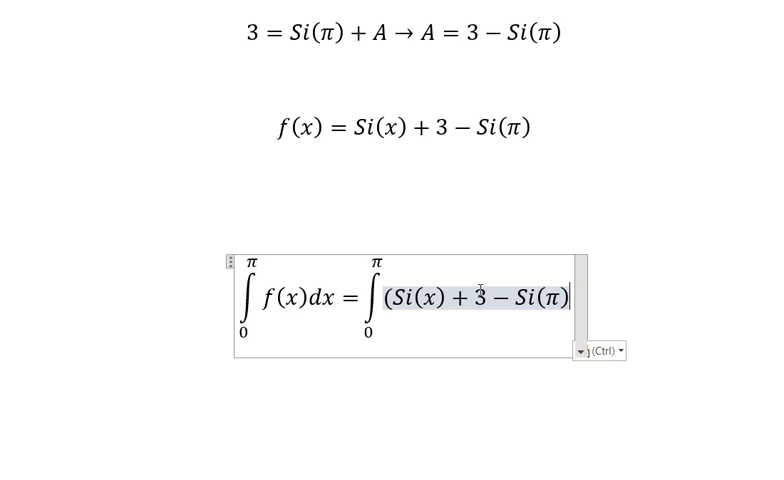 3 = Si(π) + A → A = 3 − Si(π)
f(x) = Si(x) + 3 − Si(π)
∫₀^π f(x)dx = ∫₀^π (Si(x) + 3 − Si(π)
(Ctrl)